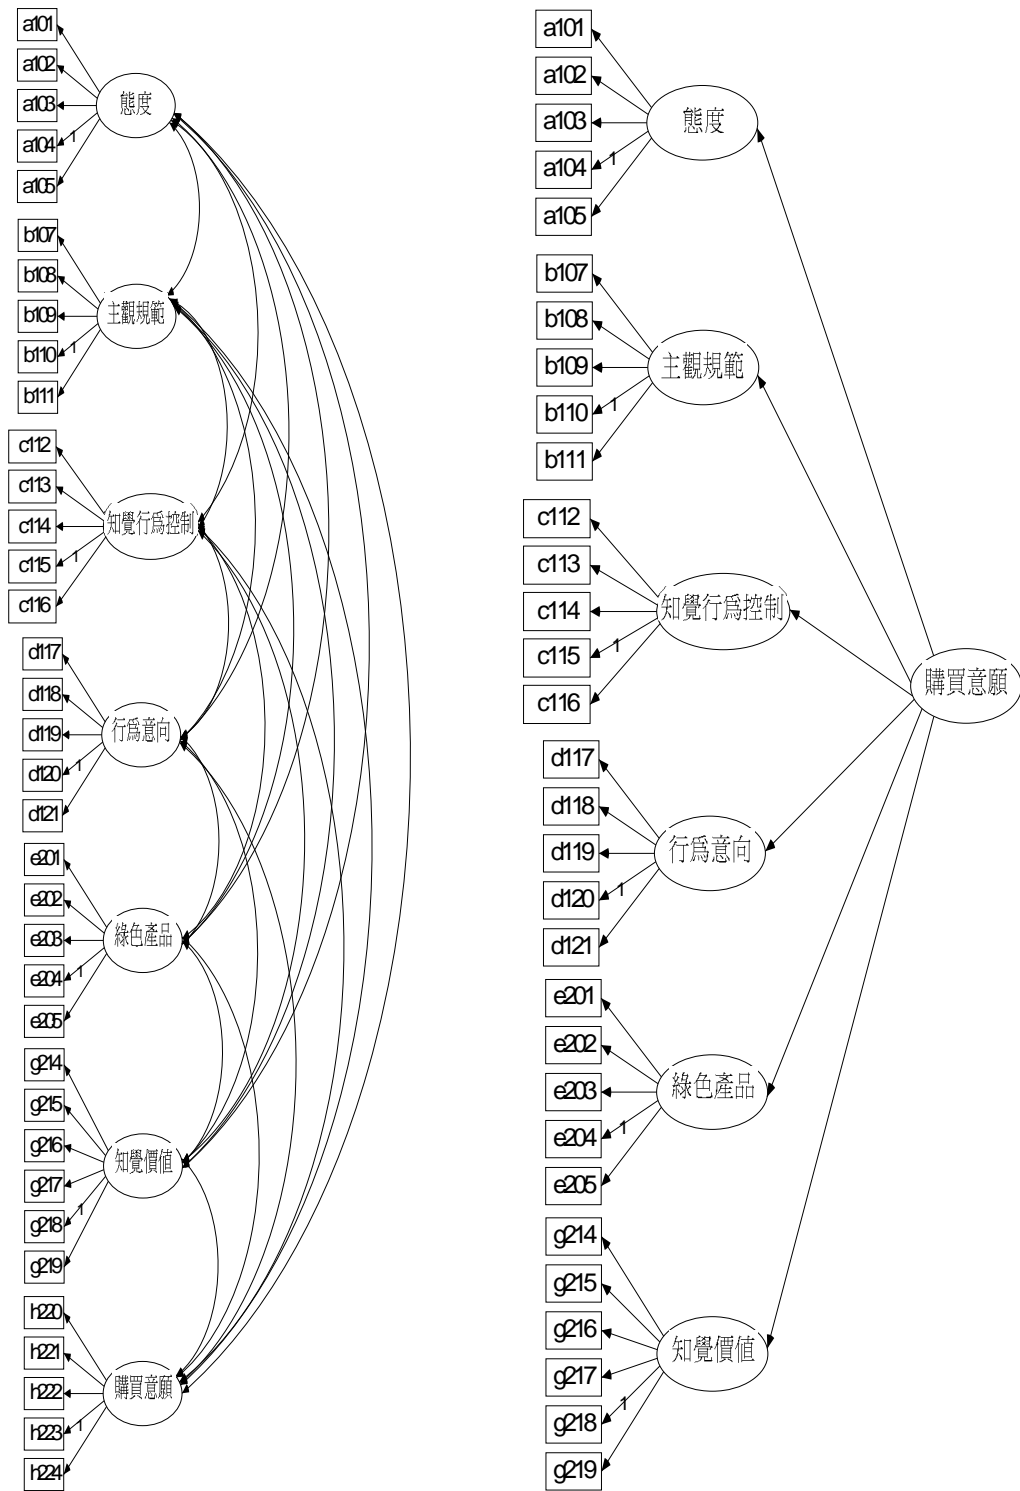 a101
a102
a103
a104
1
a105
態度
b107
b108
b109
b110
1
b111
主觀規範
c112
c113
c114
c115
1
c116
知覺行爲控制
d117
d118
d119
d120
1
d121
行爲意向
e201
e202
e203
e204
1
e205
綠色產品
g214
g215
g216
g217
g218
1
g219
知覺價值
h220
h221
h222
h223
1
h224
購買意願
a101
a102
a103
a104
1
a105
態度
b107
b108
b109
b110
1
b111
主觀規範
c112
c113
c114
c115
1
c116
知覺行爲控制
d117
d118
d119
d120
1
d121
行爲意向
e201
e202
e203
e204
1
e205
綠色產品
g214
g215
g216
g217
g218
1
g219
知覺價值
購買意願